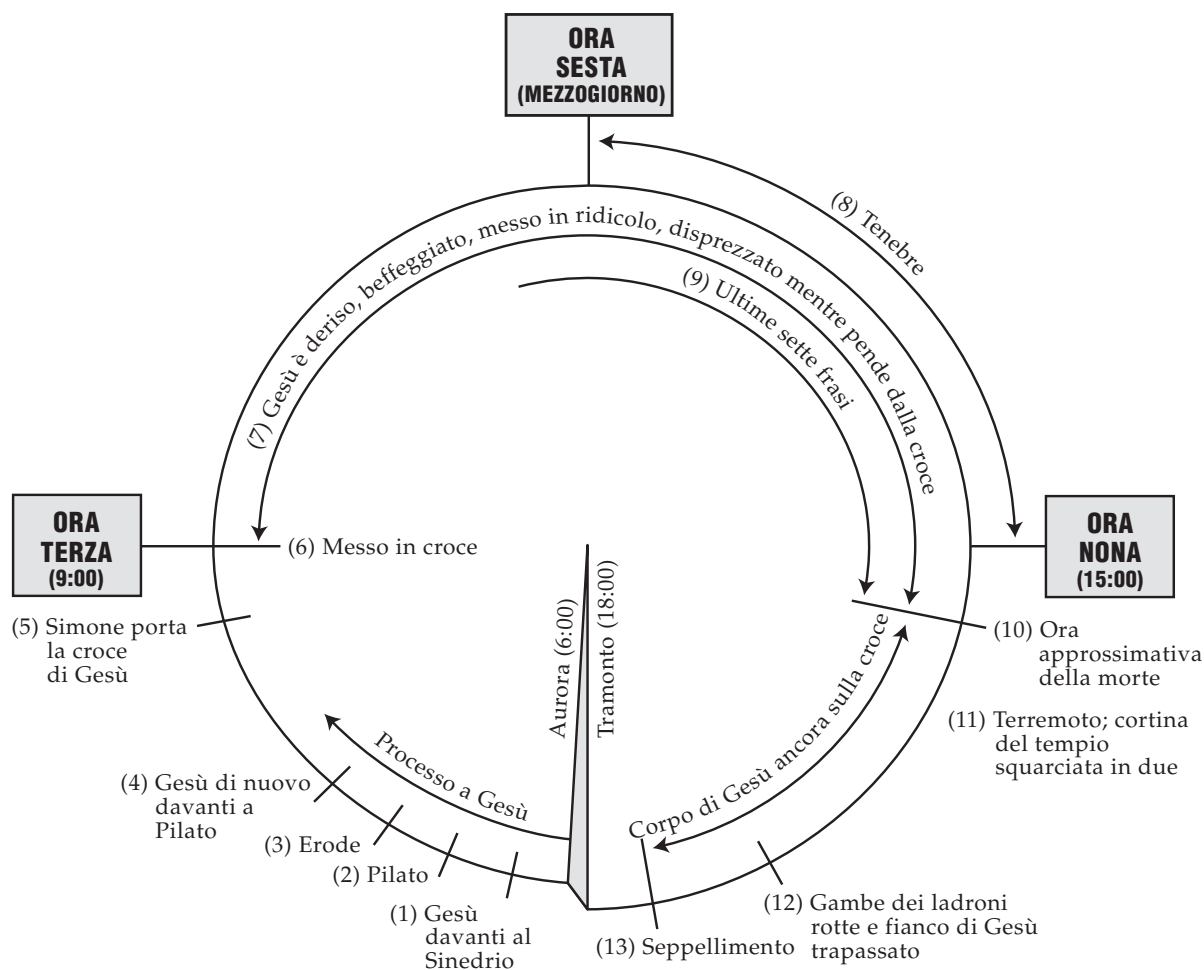 ORA
SESTA
(MEZZOGIORNO)
(8) Tenebre
(7) Gesù è deriso, beffeggiato, messo in ridicolo, disprezzato mentre pende dalla croce
(9) Ultime sette frasi
ORA
TERZA
(9:00)
(6) Messo in croce
ORA
NONA
(15:00)
(5) Simone porta
la croce
di Gesù
Aurora (6:00)
Tramonto (18:00)
(10) Ora
approssimativa
della morte
(11) Terremoto; cortina
del tempio
squarciata in due
Processo a Gesù
Corpo di Gesù ancora sulla croce
(4) Gesù di nuovo
davanti a
Pilato
(3) Erode
(2) Pilato
(1) Gesù
davanti al
Sinedrio
(12) Gambe dei ladroni
rotte e fianco di Gesù
trapassato
(13) Seppellimento